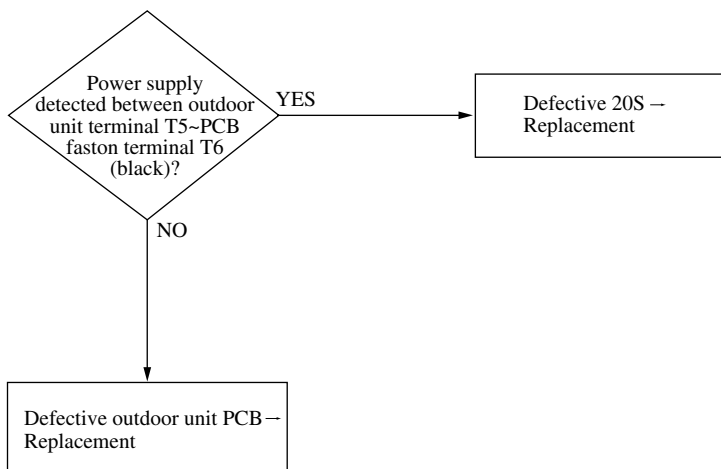 Power supply
detected between outdoor
unit terminal T5~PCB
faston terminal T6
(black)?
YES
Defective 20S →
Replacement
NO
Defective outdoor unit PCB→
Replacement